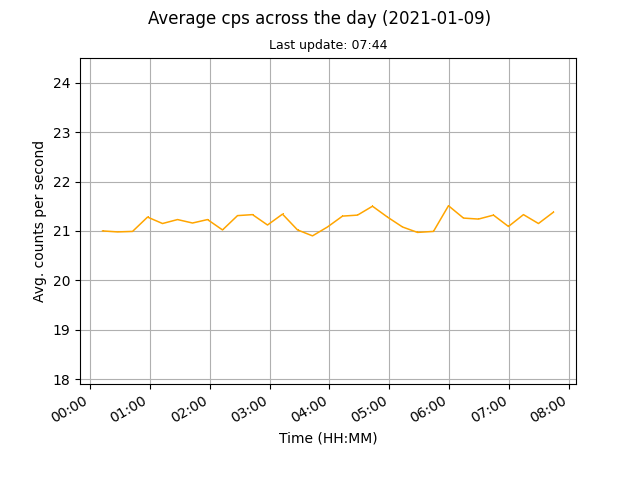 Average cps across the day (2021-01-09)
Last update: 07:44
24
23
22
21
20
19
18
Avg. counts per second
00:00 01:00 02:00 03:00 04:00 05:00 06:00 07:00 08:00
Time (HH:MM)